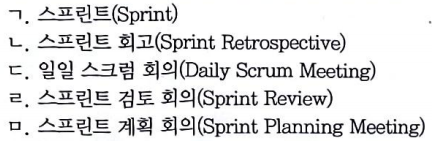 ㄱ. 스프린트(Sprint)
ㄴ. 스프린트 회고(Sprint Retrospective)
ㄷ. 일일 스크럼 회의(Daily Scrum Meeting)
ㄹ. 스프린트 검토 회의(Sprint Review)
ㅁ. 스프린트 계획 회의(Sprint Planning Meeting)